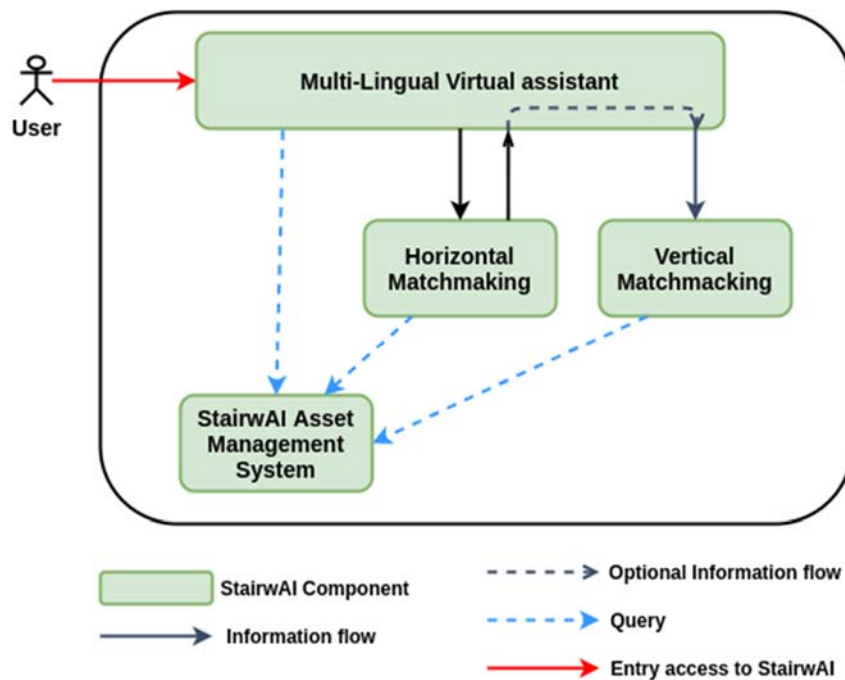 Multi-Lingual Virtual assistant
User
Horizontal
Matchmaking
Vertical
Matchmacking
StairwAI Asset
Management
System
StairwAI Component
Information flow
Optional Information flow
Query
Entry access to StairwAI